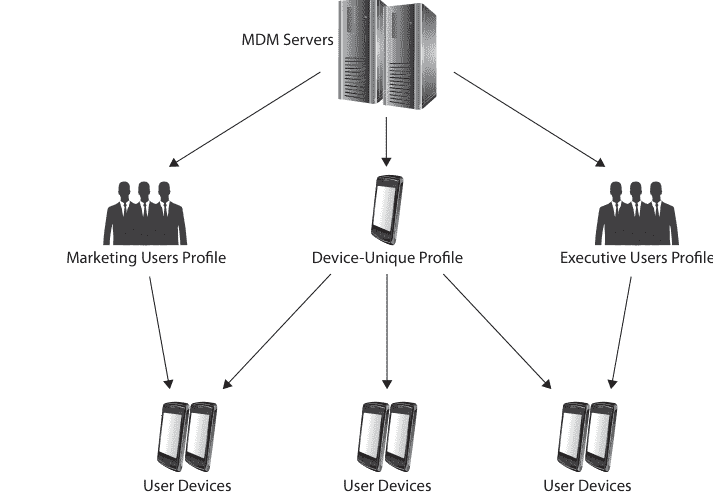 MDM Servers
Marketing Users Profile
Device-Unique Profile
Executive Users Profile
User Devices
User Devices
User Devices